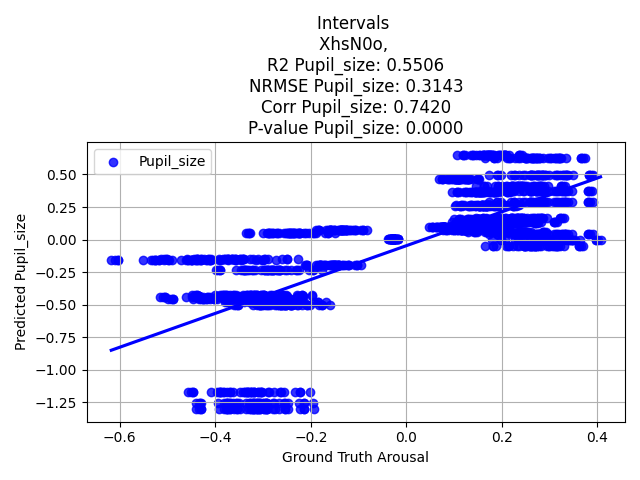 Intervals
XhsN0o,
R2 Pupil_size: 0.5506
NRMSE Pupil_size: 0.3143
Corr Pupil_size: 0.7420
P-value Pupil_size: 0.0000
Pupil_size
0.50
0.25
0.00
−0.25
−0.50
−0.75
−1.00
−1.25
Predicted Pupil_size
−0.6 −0.4 −0.2 0.0 0.2 0.4
Ground Truth Arousal